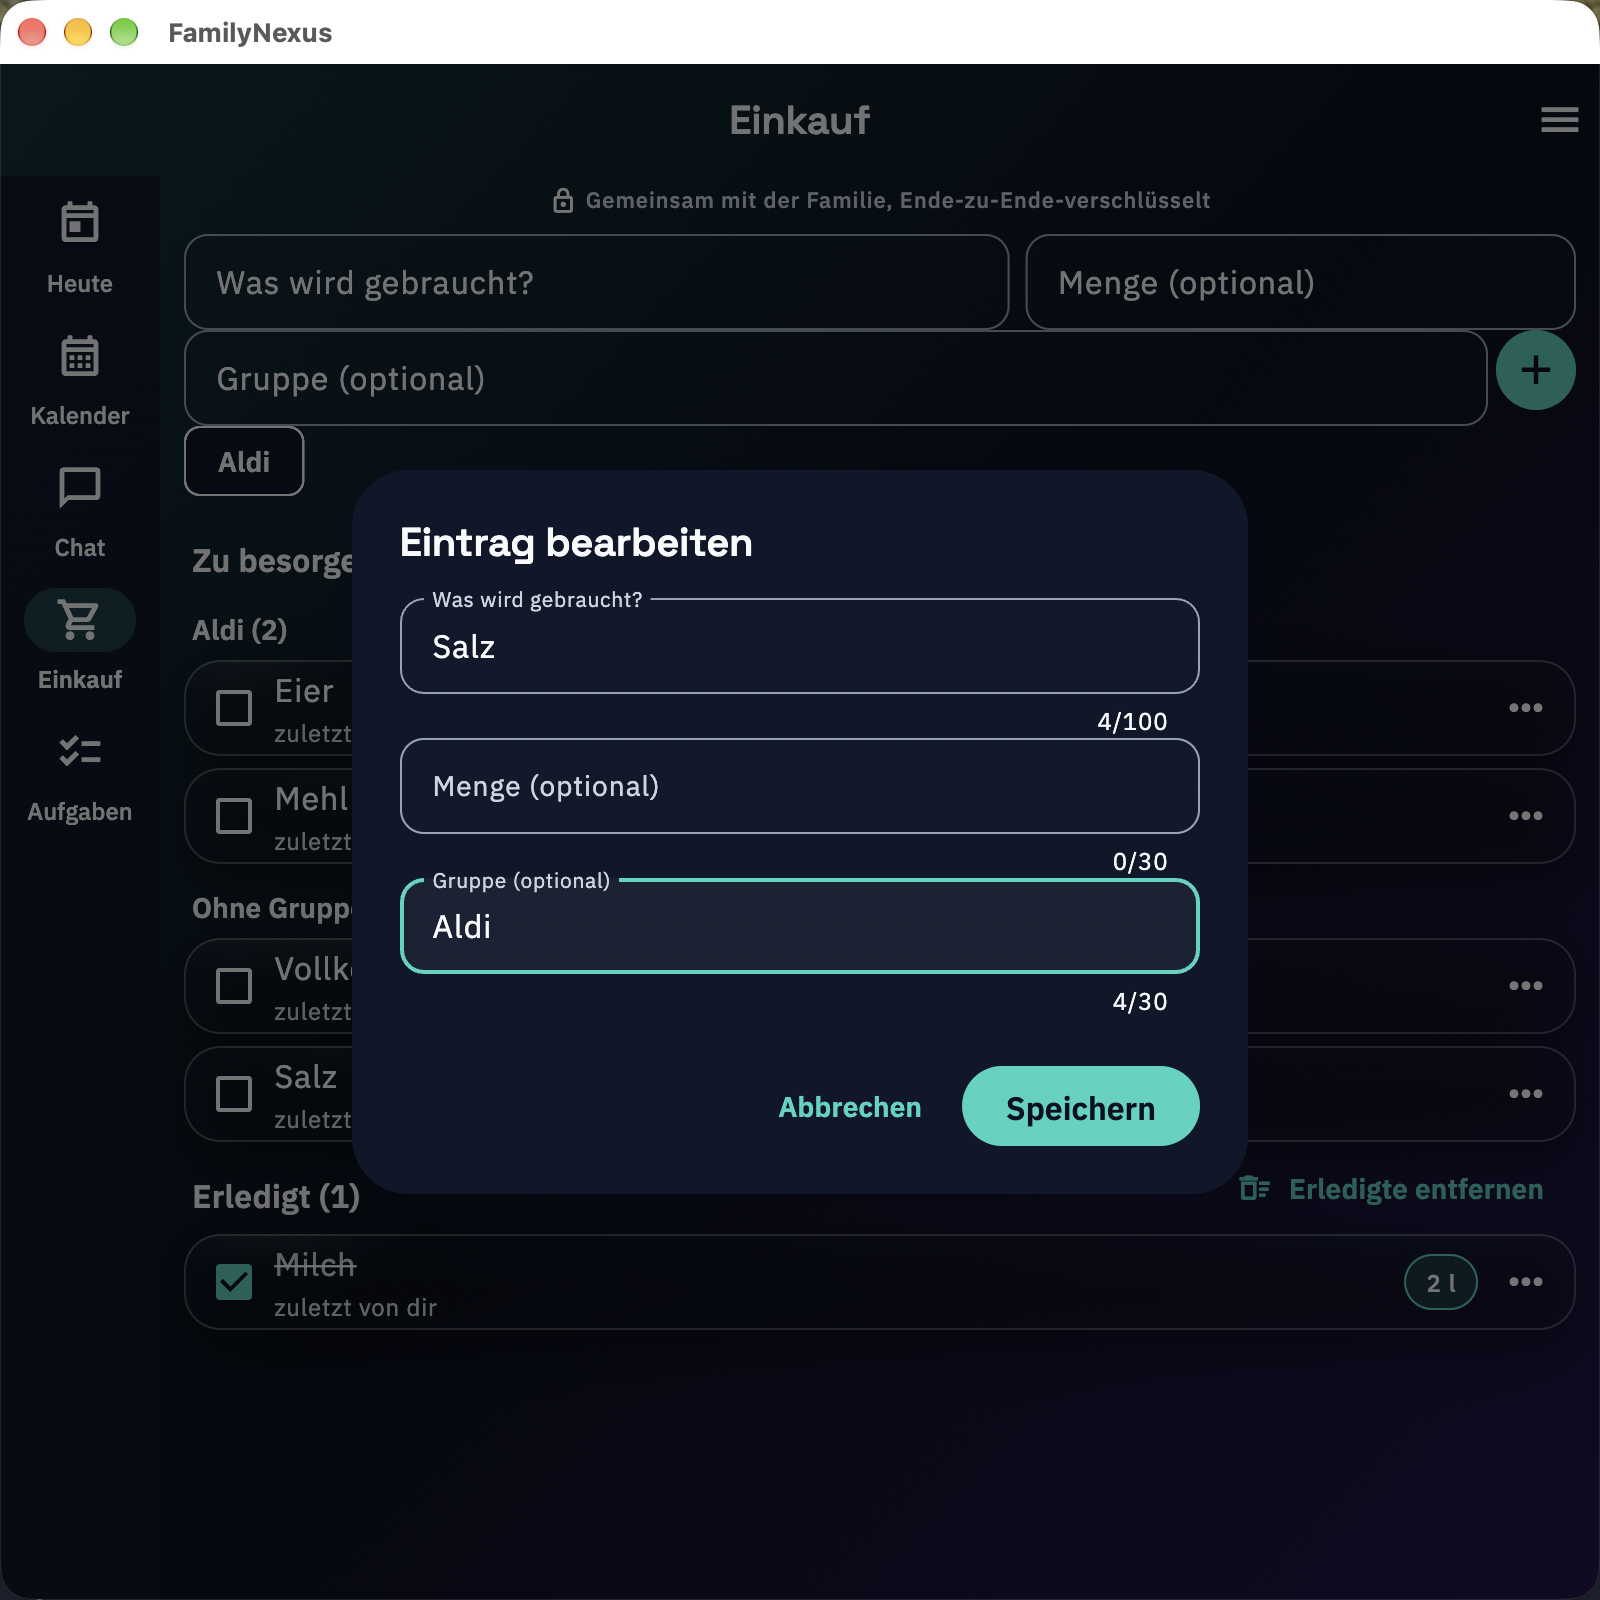 FamilyNexus
Einkauf
Gemeinsam mit der Familie, Ende-zu-Ende-verschlüsselt
Heute
Kalender
Chat
Einkauf
Aufgaben
Was wird gebraucht?
Menge (optional)
Gruppe (optional)
Aldi
Zu besorge
Aldi (2)
Eier
zuletzt
Mehl
zuletzt
Ohne Grupp
Vollk
zuletzt
Salz
zuletzt
Eintrag bearbeiten
Was wird gebraucht?
Salz
4/100
Menge (optional)
0/30
Gruppe (optional)
Aldi
4/30
Abbrechen
Speichern
Erledigt (1)
Erledigte entfernen
Milch
zuletzt von dir
2 l